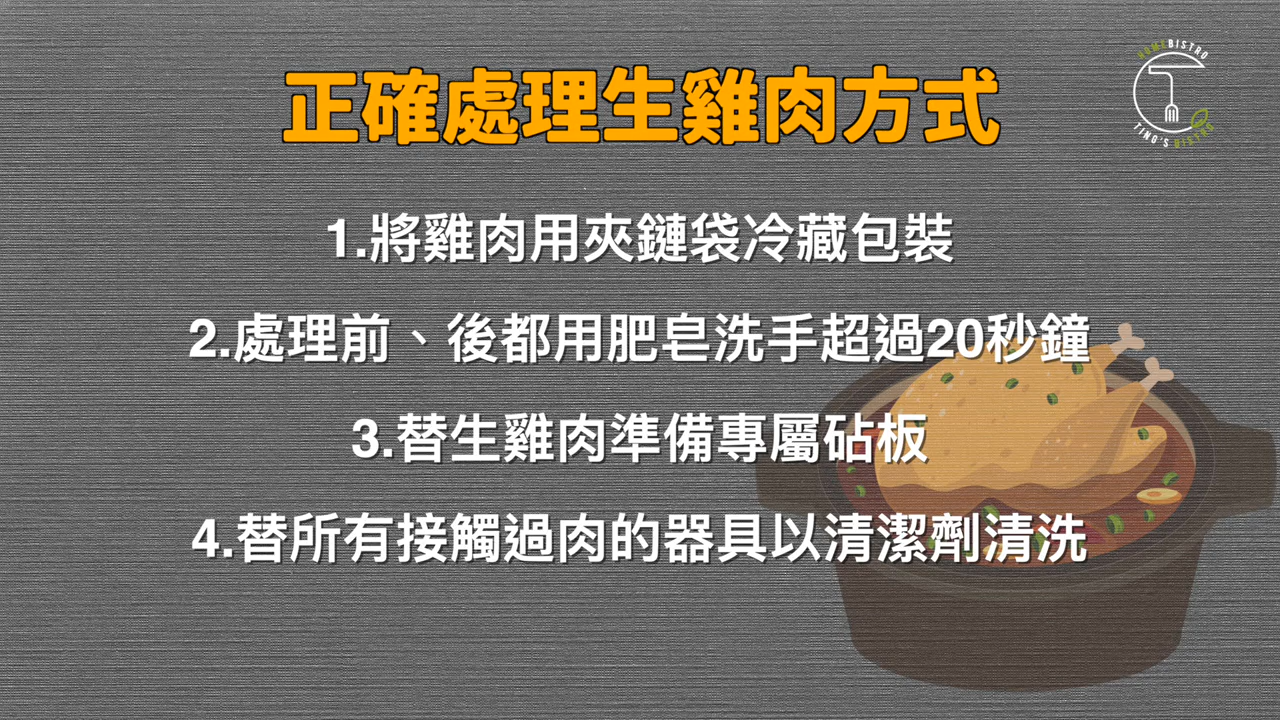 HOMEBISTRO
TINO'S BISTRO
正確處理生雞肉方式
1.將雞肉用夾鏈袋冷藏包裝
2.處理前、後都用肥皂洗手超過20秒鐘
3.替生雞肉準備專屬砧板
4.替所有接觸過肉的器具以清潔劑清洗